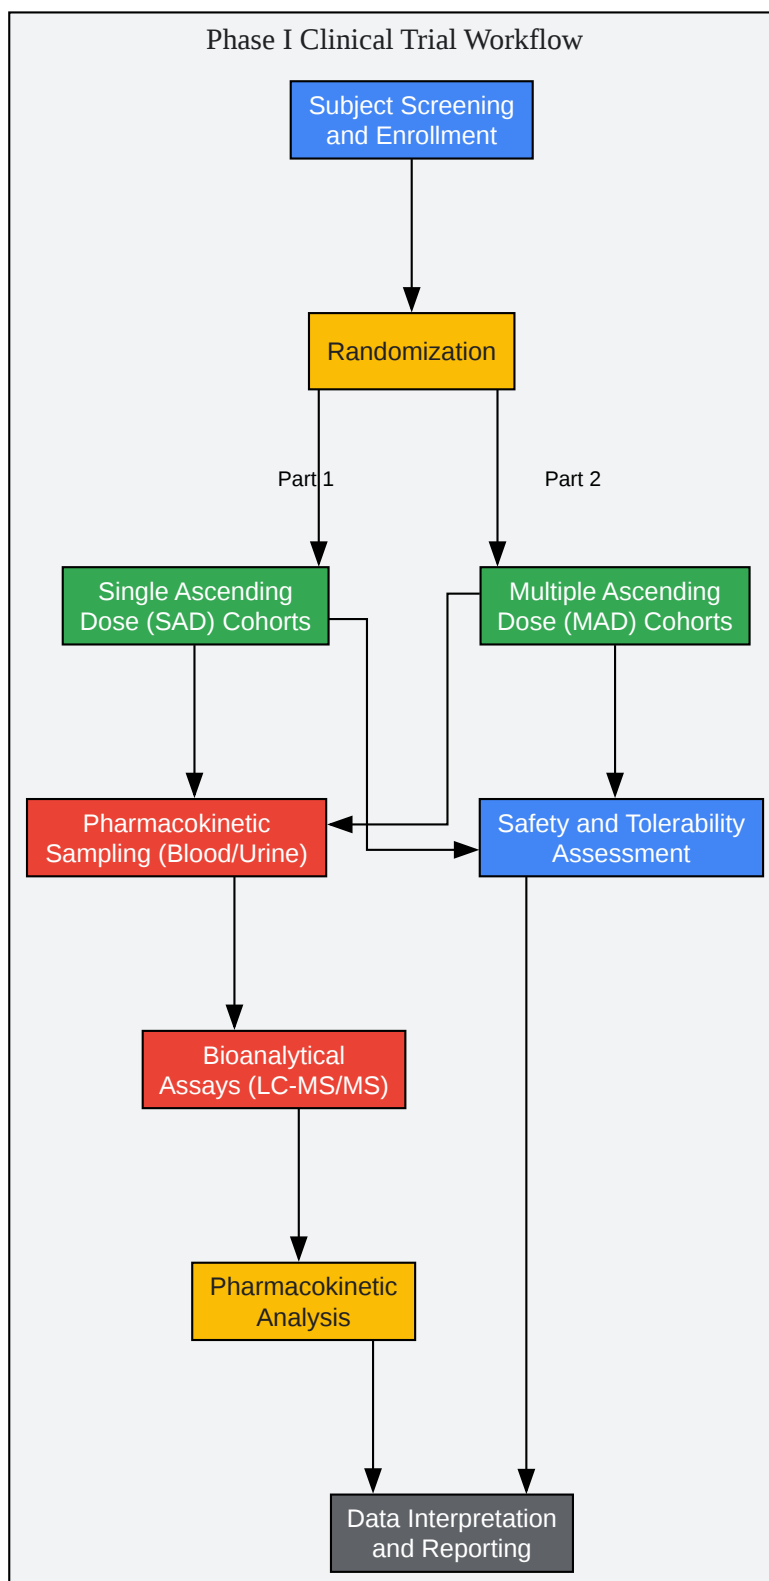 Phase I Clinical Trial Workflow
Subject Screening
and Enrollment
Randomization
Part 1
Part 2
Single Ascending
Dose (SAD) Cohorts
Multiple Ascending
Dose (MAD) Cohorts
Pharmacokinetic
Sampling (Blood/Urine)
Safety and Tolerability
Assessment
Bioanalytical
Assays (LC-MS/MS)
Pharmacokinetic
Analysis
Data Interpretation
and Reporting